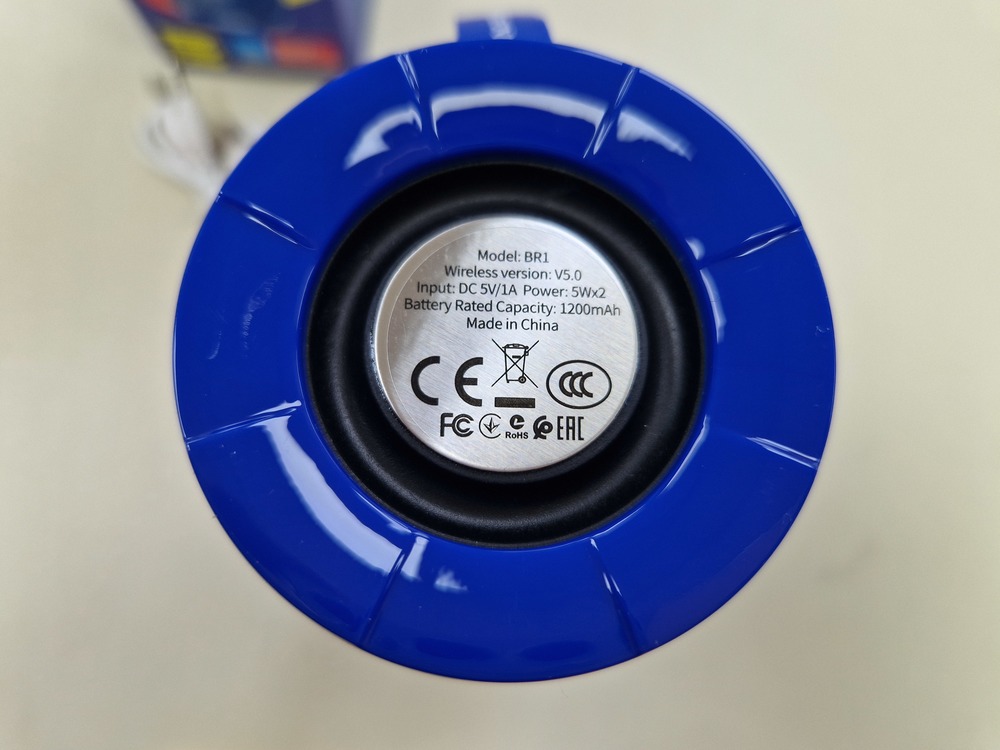 Model: BR1
Wireless version: V5.0
Input: DC 5V/1A Power: 5Wx2
Battery Rated Capacity: 1200mAh
Made in China
CE
CCC
FC RoHS EAC